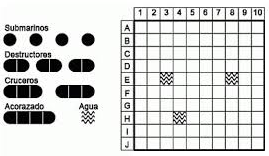 Submarinos
Destructores
Cruceros
Acorazado Agua
1 2 3 4 5 6 7 8 9 10
A
B
C
D
E
F
G
H
I
J